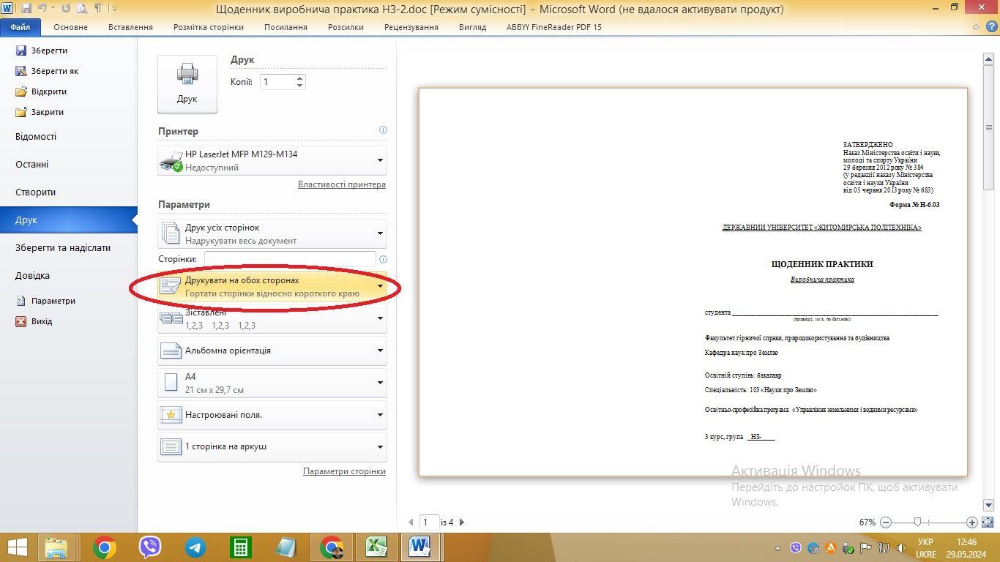 Щоденник виробнича практика НЗ-2.doc [Режим сумісності] - Microsoft Word (не вдалося активувати продукт)
Файл Основне Вставлення Розмітка сторінки Посилання Розсилки Рецензування Вигляд ABBYY FineReader PDF 15
Зберегти
Зберегти як
Відкрити
Закрити
Відомості
Останні
Створити
Друк
Зберегти та надіслати
Довідка
Параметри
Вихід
Друк
Друк
Копії: 1
Принтер
HP LaserJet MFP M129-M134
Недоступний
Властивості принтера
Параметри
Друк усіх сторінок
Надрукувати весь документ
Сторінки:
Друкувати на обох сторонах
Гортати сторінки відносно короткого краю
Зіставлені
1,2,3 1,2,3 1,2,3
Альбомна орієнтація
A4
21 см x 29,7 см
Настроювані поля.
1 сторінка на аркуш
Параметри сторінки
ЗАТВЕРДЖЕНО
Наказ Міністерства освіти і науки,
молоді та спорту України
29 березня 2012 року № 384
(у редакції наказу Міністерства
освіти і науки України
від 05 червня 2013 року № 683)
Форма № Н-6.03
ДЕРЖАВНИЙ УНІВЕРСИТЕТ «ЖИТОМИРСЬКА ПОЛІТЕХНІКА»
ЩОДЕННИК ПРАКТИКИ
Виробнича практика
студента
(прізвище, ім'я, по батькові)
Факультет гірничої справи, природокористування та будівництва
Кафедра наук про Землю
Освітній ступінь: бакалавр
Спеціальність: 103 «Науки про Землю»
Освітньо-професійна програма: «Управління земельними і водними ресурсами»
3 курс, група НЗ-
Активація Windows
Перейдіть до настройок ПК, щоб активувати
Windows.
1 із 4
67%
УКР
UKRE
12:46
29.05.2024